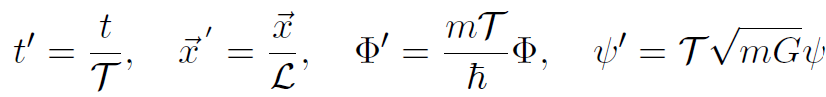 t′ = t/𝒯, x⃗′ = x⃗/ℒ, Φ′ = (m𝒯/ħ)Φ, ψ′ = 𝒯√(mG)ψ